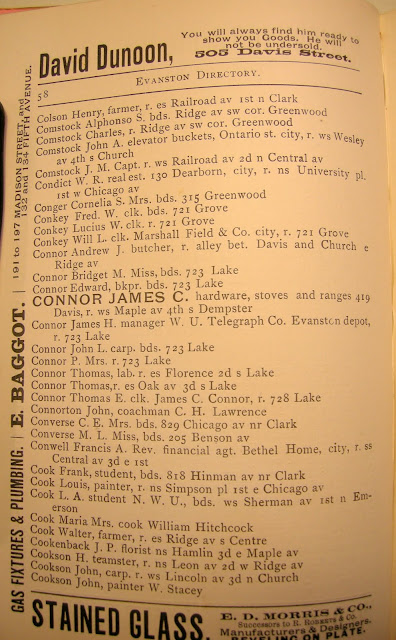 David Dunoon,
You will always find him ready to
show you Goods. He will
not be undersold.
505 Davis Street.
58
EVANSTON DIRECTORY.
Colson Henry, farmer, r. es Railroad av 1st n Clark
Comstock Alphonso S. bds. Ridge av sw cor. Greenwood
Comstock Charles, r. Ridge av sw cor. Greenwood
Comstock John A. elevator buckets, Ontario st. city, r. ws Wesley
av 4th s Church
Comstock J. M. Capt. r. ws Railroad av 2d n Central av
Condict W. R. real est. 130 Dearborn, city, r. ns University pl.
1st w Chicago av
Conger Cornelia S. Mrs. bds. 315 Greenwood
Conkey Fred. W. clk. bds. 721 Grove
Conkey Lucius W. clk. r. 721 Grove
Conkey Will L. clk. Marshall Field & Co. city, r. 721 Grove
Connor Andrew J. butcher, r. alley bet. Davis and Church e
Ridge av
Connor Bridget M. Miss, bds. 723 Lake
Connor Edward, bkpr. bds. 723 Lake
CONNOR JAMES C. hardware, stoves and ranges 419
Davis, r. ws Maple av 4th s Dempster
Connor James H. manager W. U. Telegraph Co. Evanston depot,
r. 723 Lake
Connor John L. carp. bds. 723 Lake
Connor P. Mrs. r. 723 Lake
Connor Thomas, lab. r. es Florence 2d s Lake
Connor Thomas,r. es Oak av 3d s Lake
Connor Thomas E. clk. James C. Connor, r. 728 Lake
Connorton John, coachman C. H. Lawrence
Converse C. E. Mrs. bds. 829 Chicago av nr Clark
Converse M. L. Miss, bds. 205 Benson av
Conwell Francis A. Rev. financial agt. Bethel Home, city, r. ss
Central av 3d e 1st
Cook Frank, student, bds. 818 Hinman av nr Clark
Cook Louis, painter, r. ns Simpson pl 1st e Chicago av
Cook L. A. student N. W. U., bds. ws Sherman av 1st n Em-
erson
Cook Maria Mrs. cook William Hitchcock
Cook Walter, farmer, r. es Ridge av s Centre
Cookenback J. P. florist ns Hamlin 3d e Maple av
Cookson H. teamster, r. ns Leon av 2d w Ridge av
Cookson John, carp. r. ws Lincoln av 3d n Church
Cookson John, painter W. Stacey
GAS FIXTURES & PLUMBING. | E. BAGGOT. | 191 to 197 MADISON STREET, and
32 and 34 FIFTH AVENUE.
STAINED GLASS,
E. D. MORRIS & CO.,
Successors to R. ROBERTS & CO.
Manufacturers & Designers.
BEVELING OR PLATE.